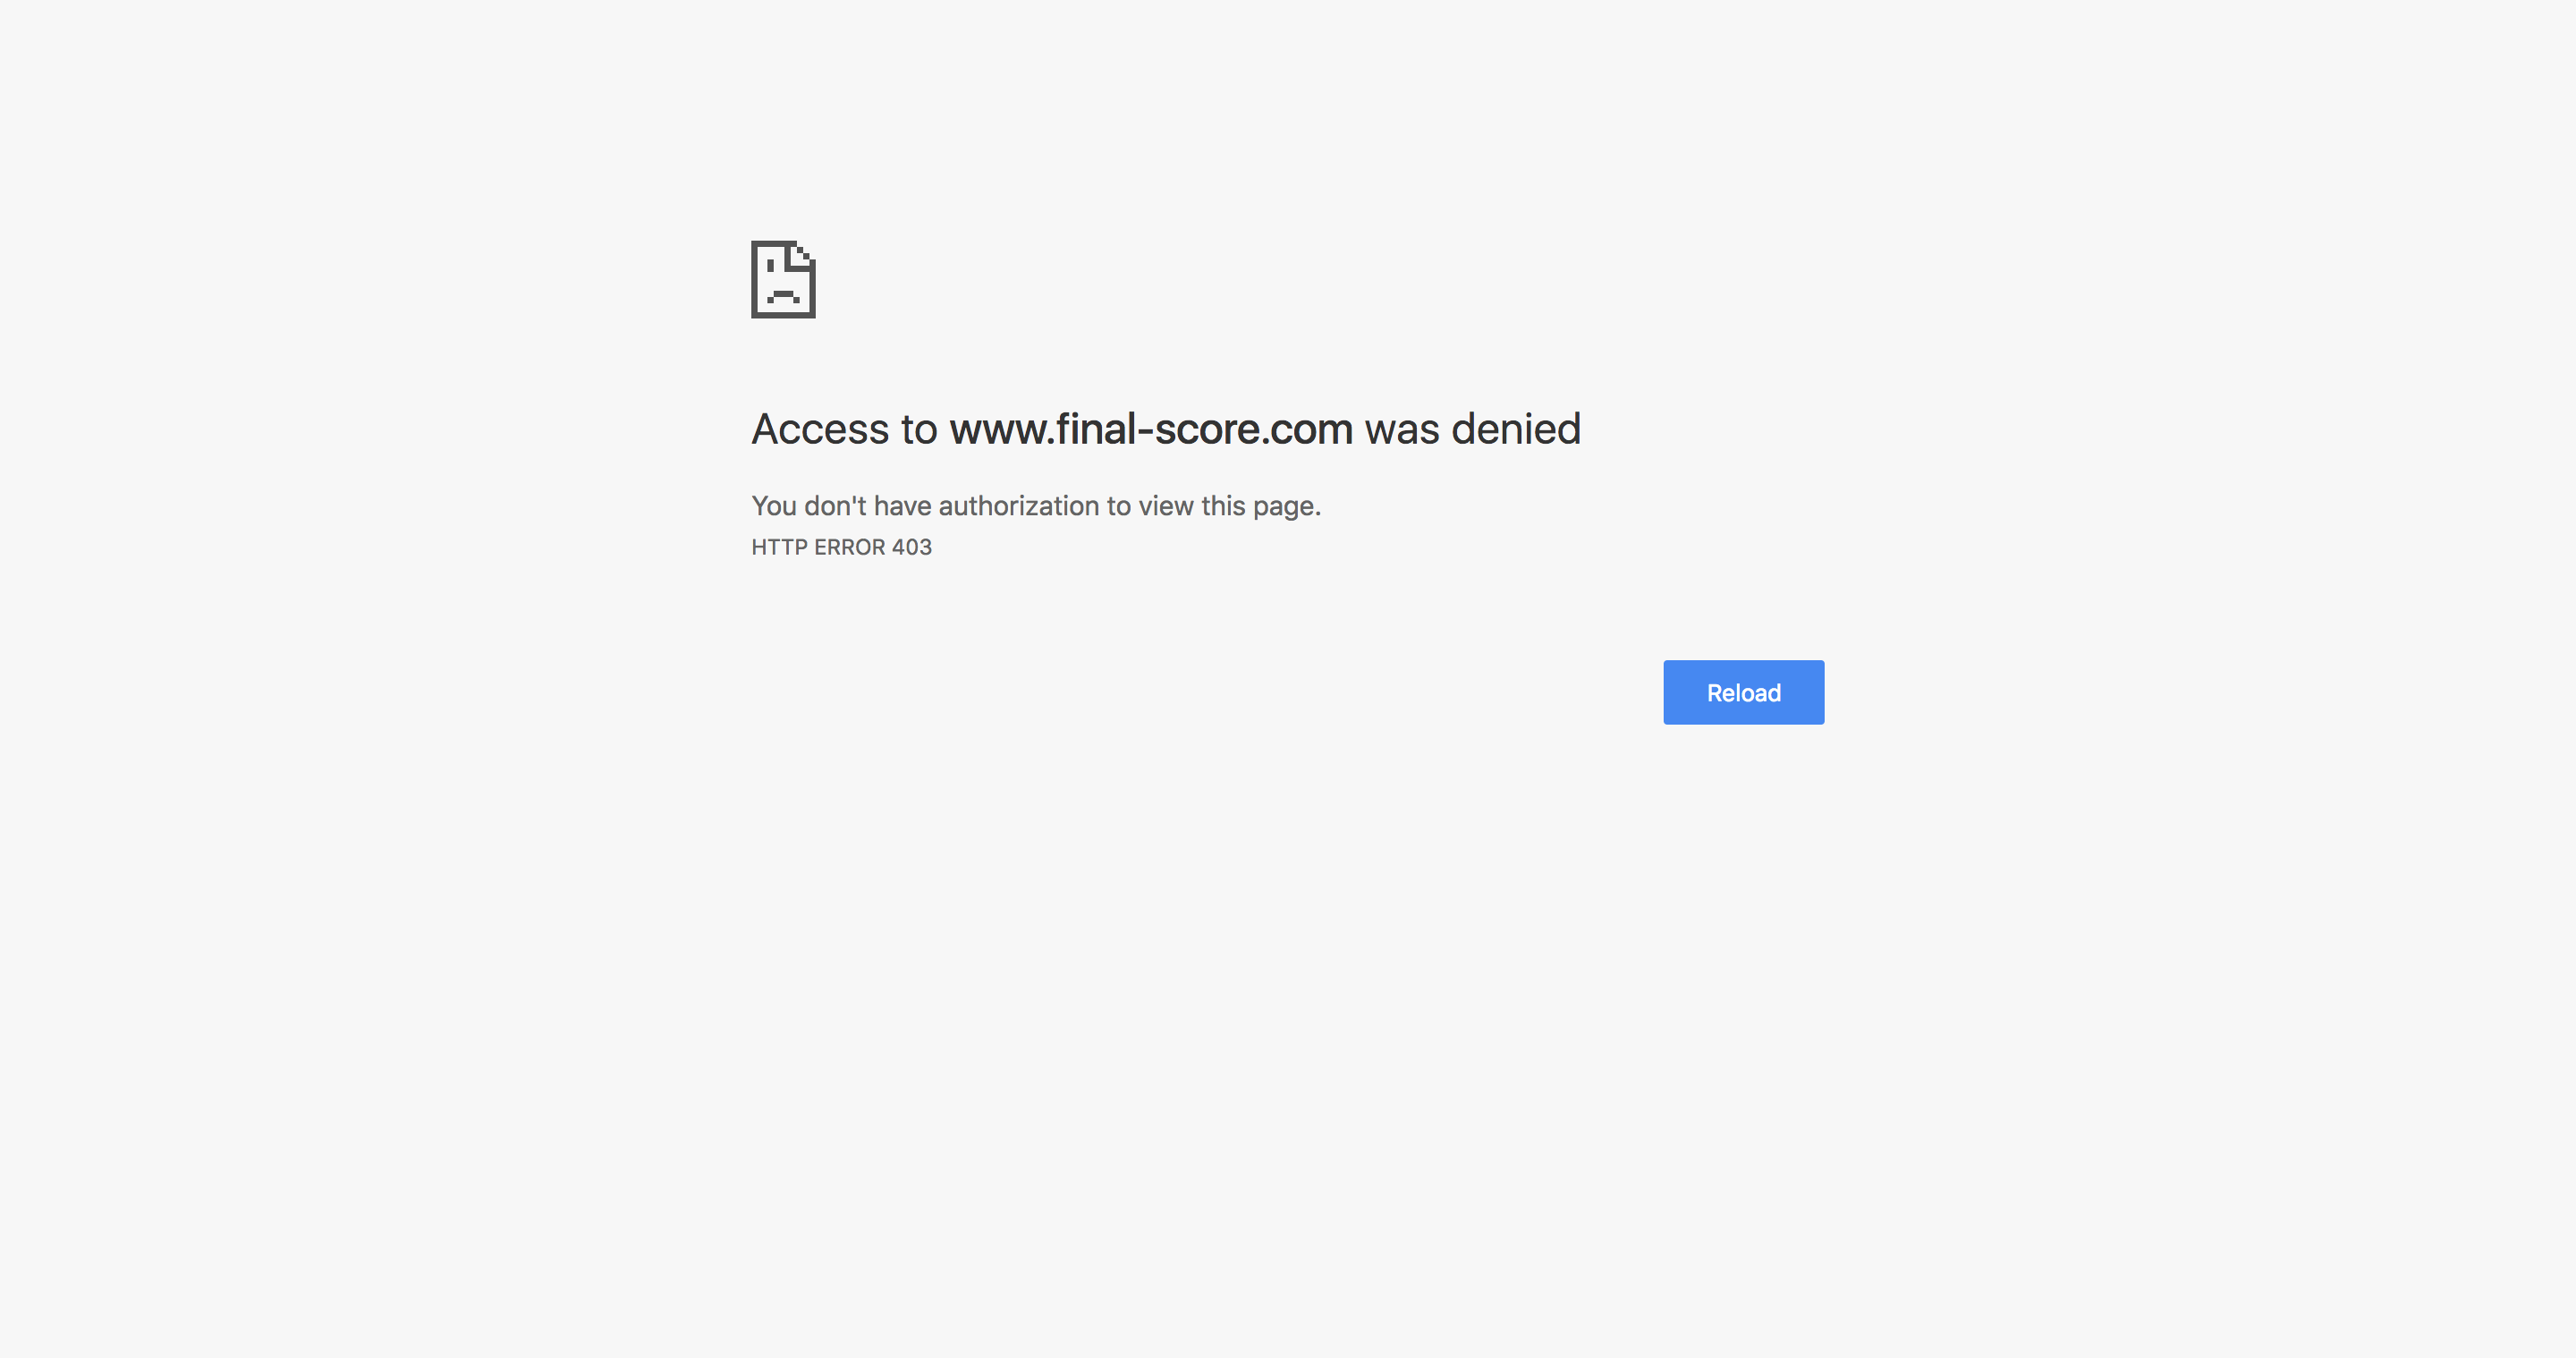 Access to www.final-score.com was denied
You don't have authorization to view this page.
HTTP ERROR 403
Reload